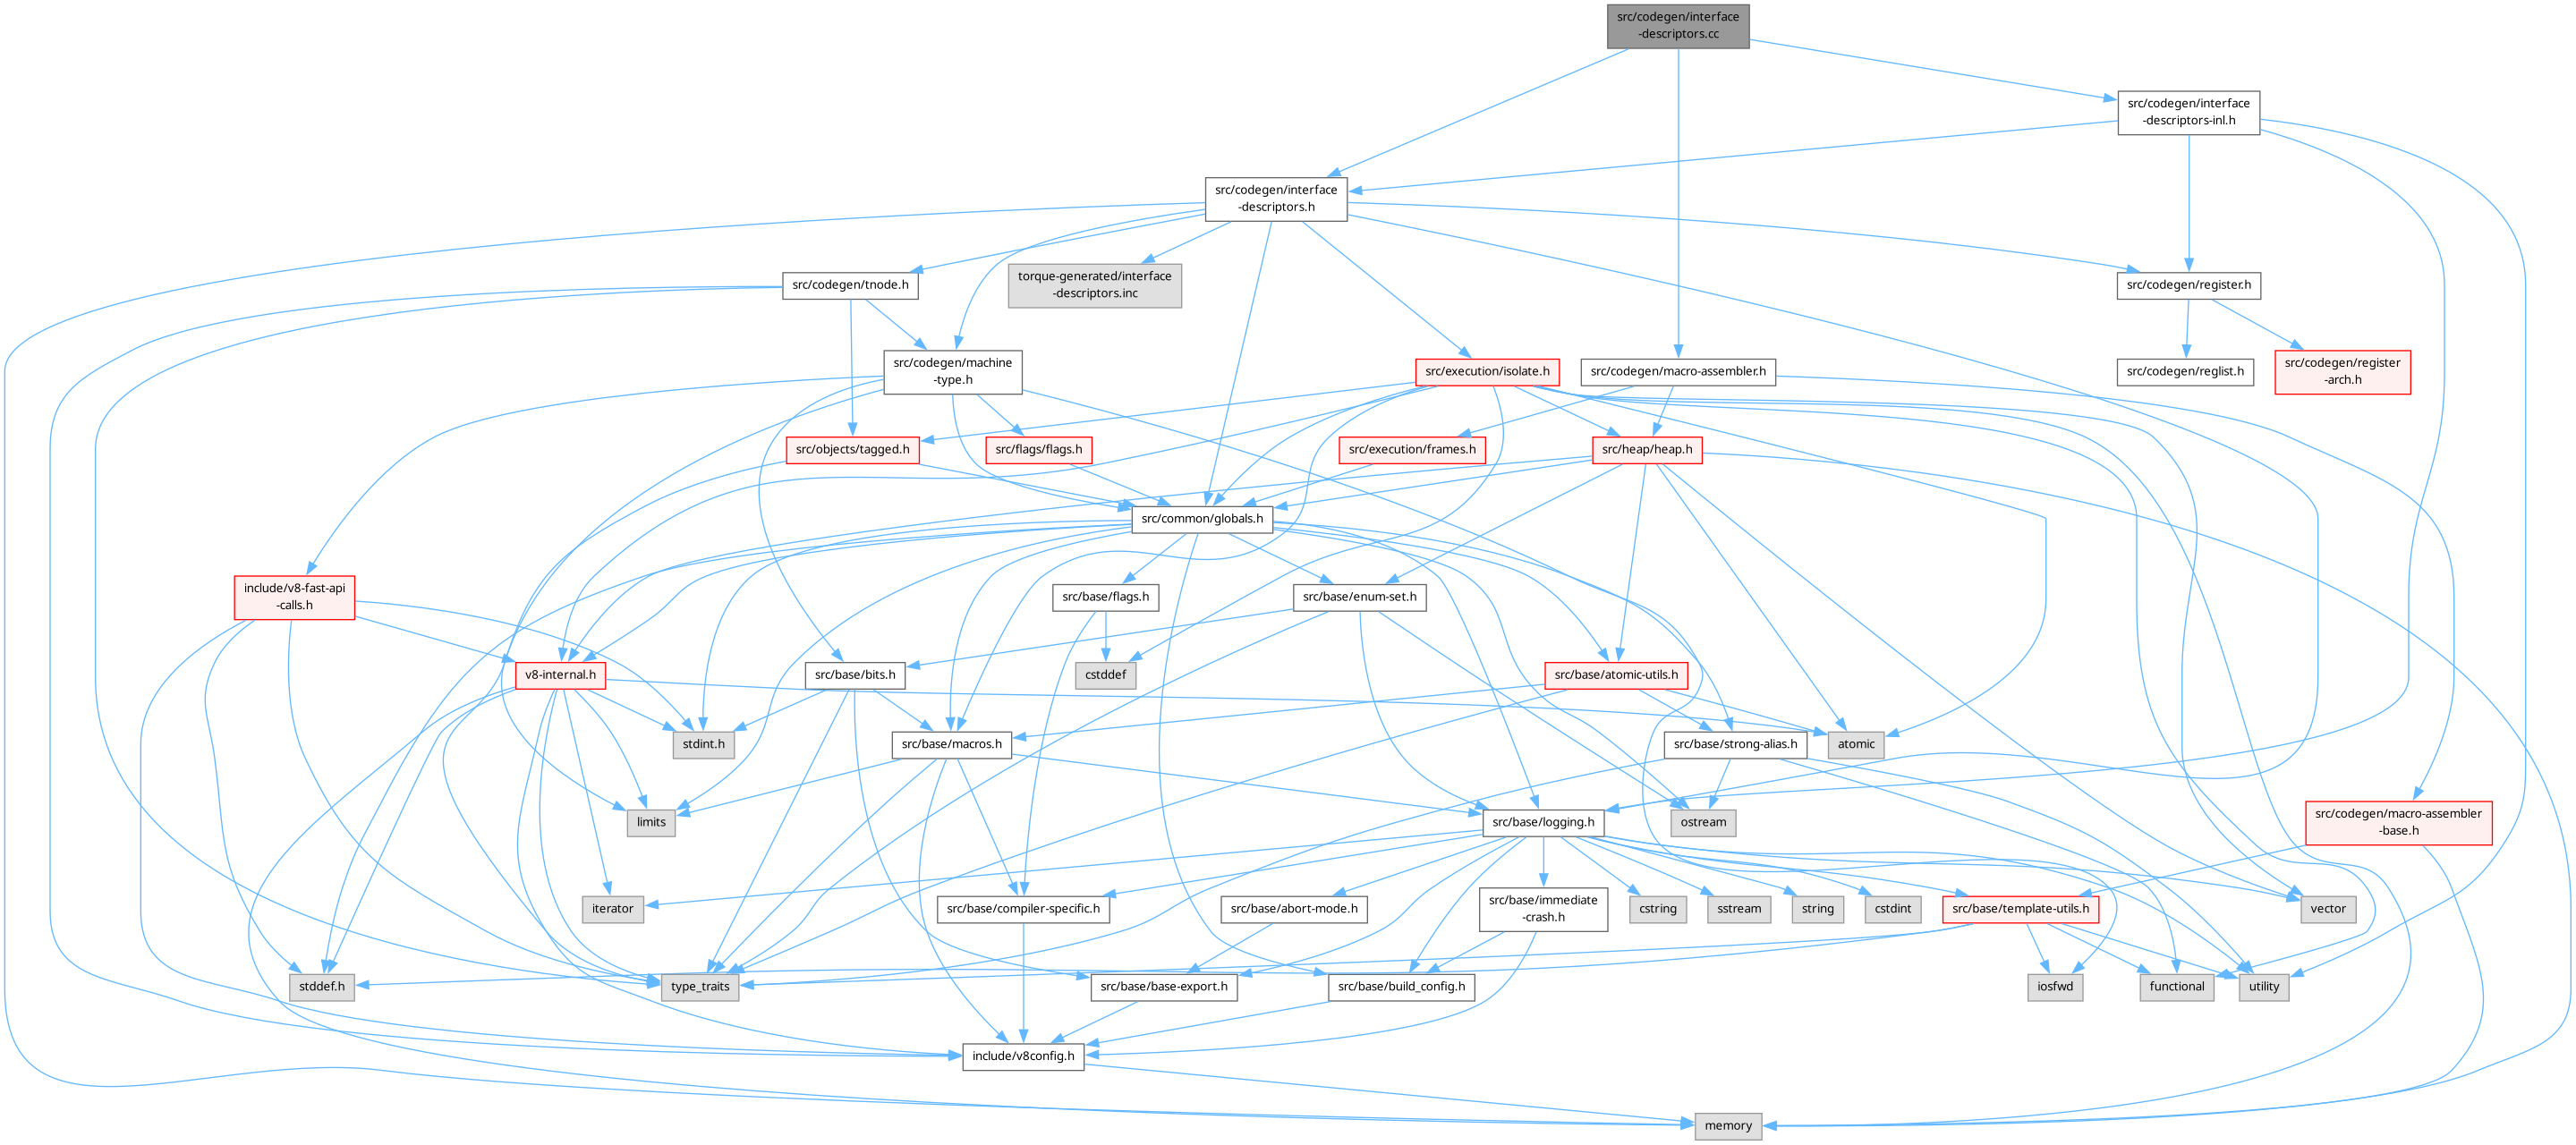 src/codegen/interface
-descriptors.cc
src/codegen/interface
-descriptors-inl.h
src/codegen/interface
-descriptors.h
src/codegen/tnode.h
torque-generated/interface
-descriptors.inc
src/codegen/register.h
src/codegen/machine
-type.h
src/execution/isolate.h
src/codegen/macro-assembler.h
src/codegen/reglist.h
src/codegen/register
-arch.h
src/objects/tagged.h
src/flags/flags.h
src/execution/frames.h
src/heap/heap.h
src/common/globals.h
include/v8-fast-api
-calls.h
src/base/flags.h
src/base/enum-set.h
v8-internal.h
src/base/bits.h
cstddef
src/base/atomic-utils.h
stdint.h
src/base/macros.h
src/base/strong-alias.h
atomic
limits
src/base/logging.h
ostream
src/codegen/macro-assembler
-base.h
iterator
src/base/compiler-specific.h
src/base/abort-mode.h
src/base/immediate
-crash.h
cstring
sstream
string
cstdint
src/base/template-utils.h
vector
stddef.h
type_traits
src/base/base-export.h
src/base/build_config.h
iosfwd
functional
utility
include/v8config.h
memory